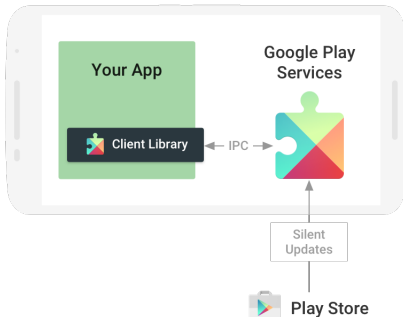 Your App
Google Play
Services
Client Library
IPC
Silent
Updates
Play Store